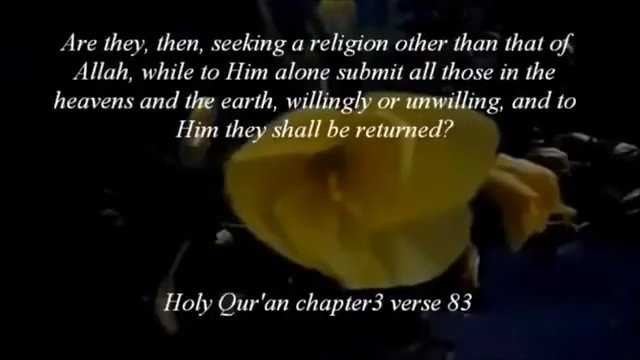 Are they, then, seeking a religion other than that of
Allah, while to Him alone submit all those in the
heavens and the earth, willingly or unwilling, and to
Him they shall be returned?
Holy Qur'an chapter3 verse 83